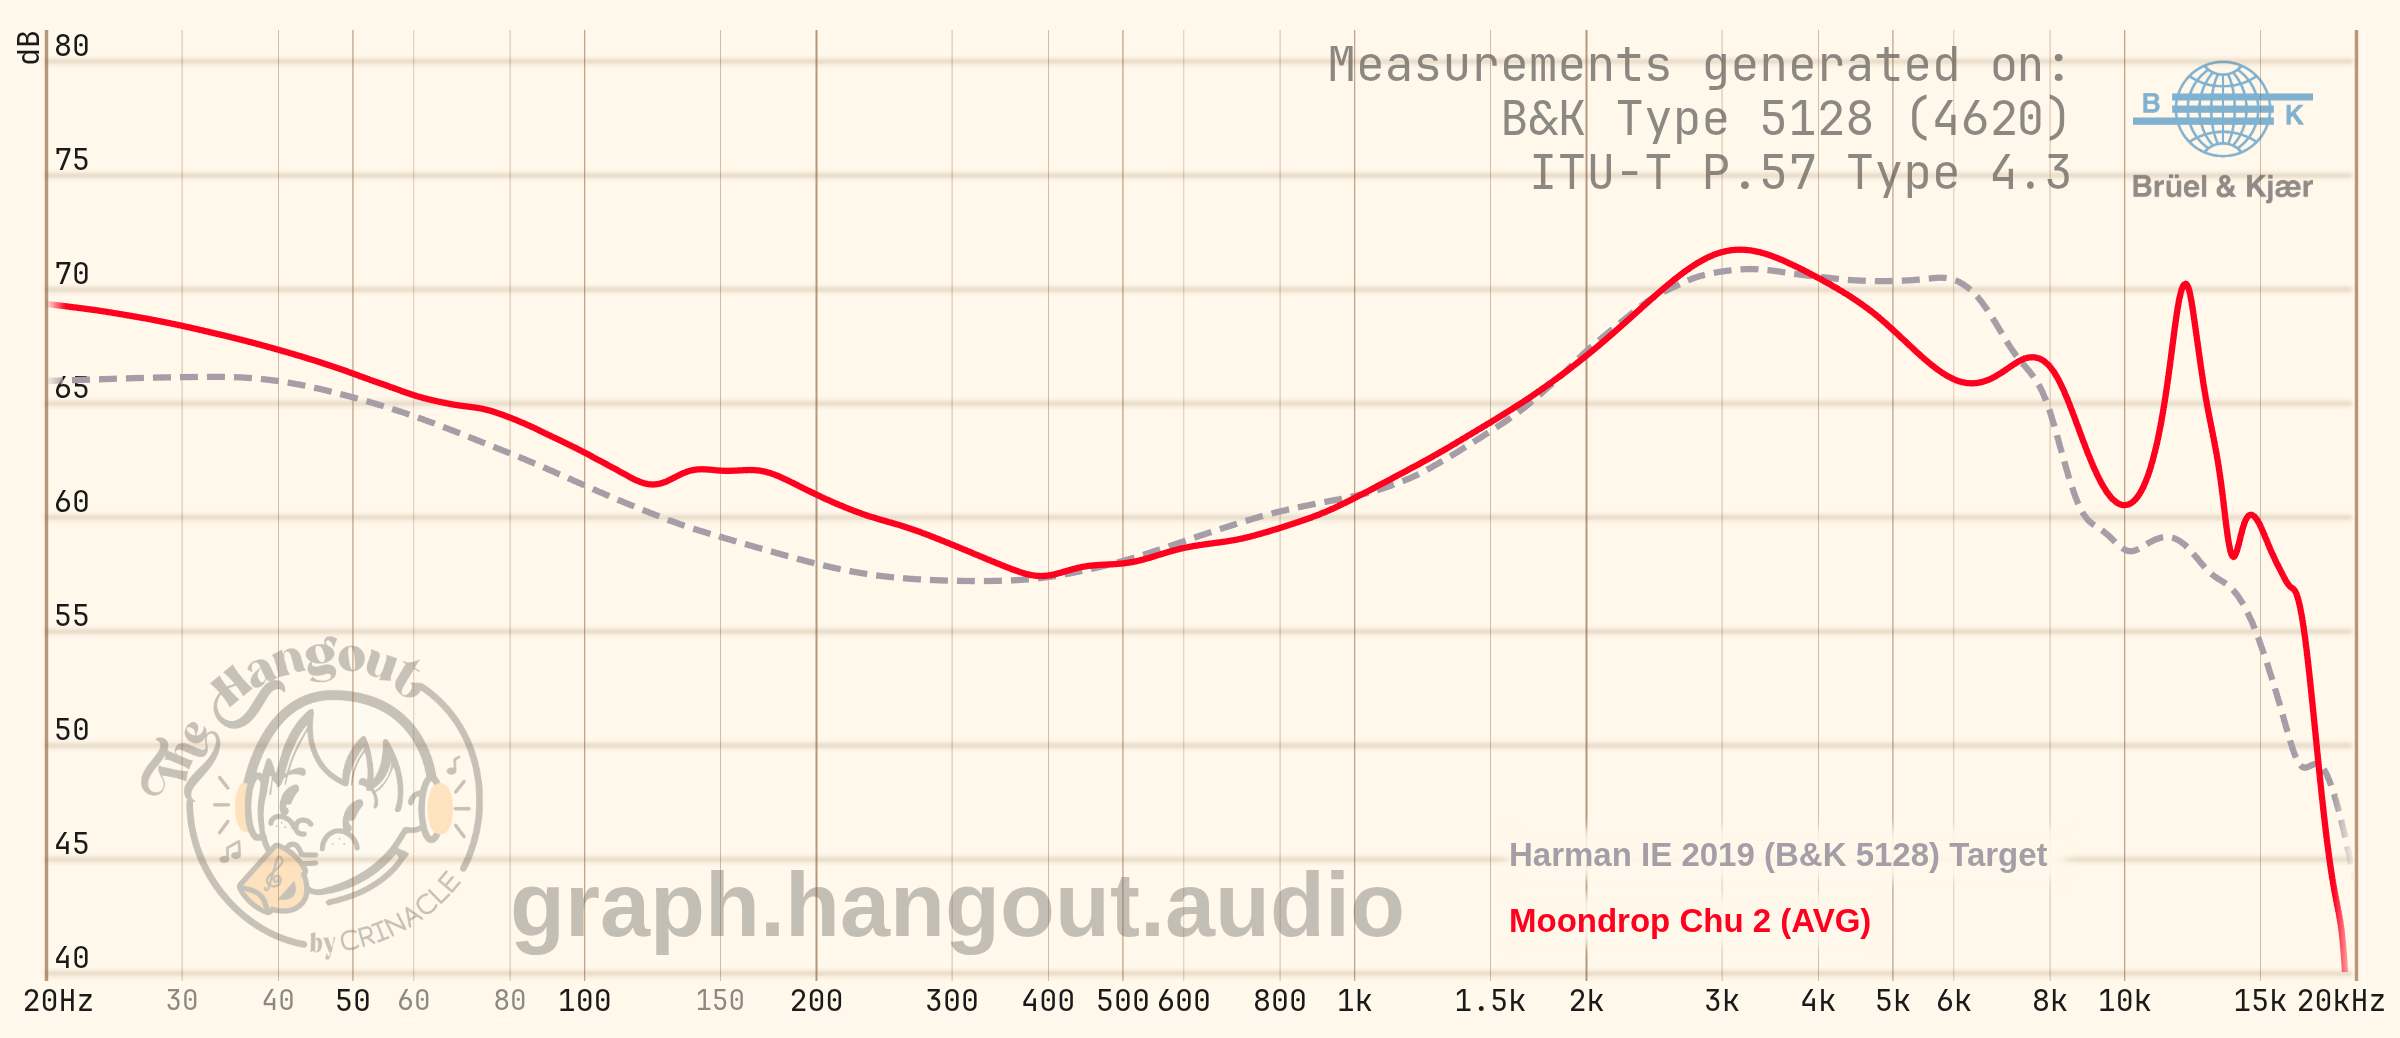 dB
80
75
70
65
60
55
50
45
40
Measurements generated on:
B&K Type 5128 (4620)
ITU-T P.57 Type 4.3
B
K
Brüel & Kjær
The Hangout
by CRINACLE
graph.hangout.audio
Harman IE 2019 (B&K 5128) Target
Moondrop Chu 2 (AVG)
20Hz 30 40 50 60 80 100 150 200 300 400 500 600 800 1k 1.5k 2k 3k 4k 5k 6k 8k 10k 15k 20kHz